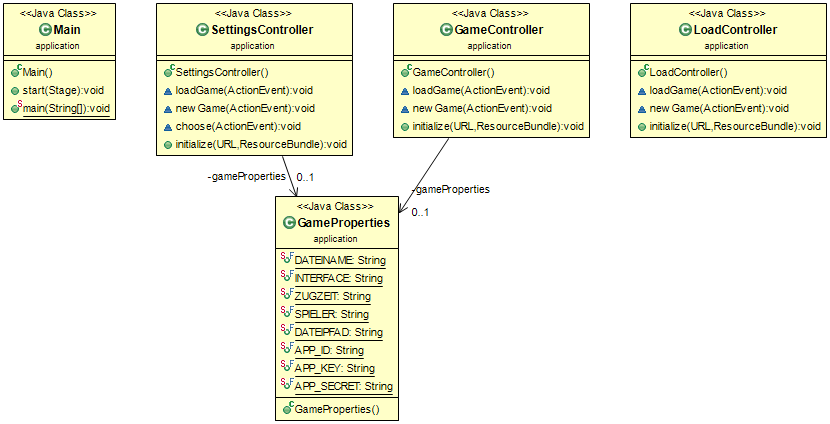 <<Java Class>>
Main
application
Main()
start(Stage):void
main(String[]):void
<<Java Class>>
SettingsController
application
SettingsController()
loadGame(ActionEvent):void
new Game(ActionEvent):void
choose(ActionEvent):void
initialize(URL,ResourceBundle):void
<<Java Class>>
GameController
application
GameController()
loadGame(ActionEvent):void
new Game(ActionEvent):void
initialize(URL,ResourceBundle):void
<<Java Class>>
LoadController
application
LoadController()
loadGame(ActionEvent):void
new Game(ActionEvent):void
initialize(URL,ResourceBundle):void
-gameProperties 0..1
-gameProperties
0..1
<<Java Class>>
GameProperties
application
DATEINAME: String
INTERFACE: String
ZUGZEIT: String
SPIELER: String
DATEIPFAD: String
APP_ID: String
APP_KEY: String
APP_SECRET: String
GameProperties()